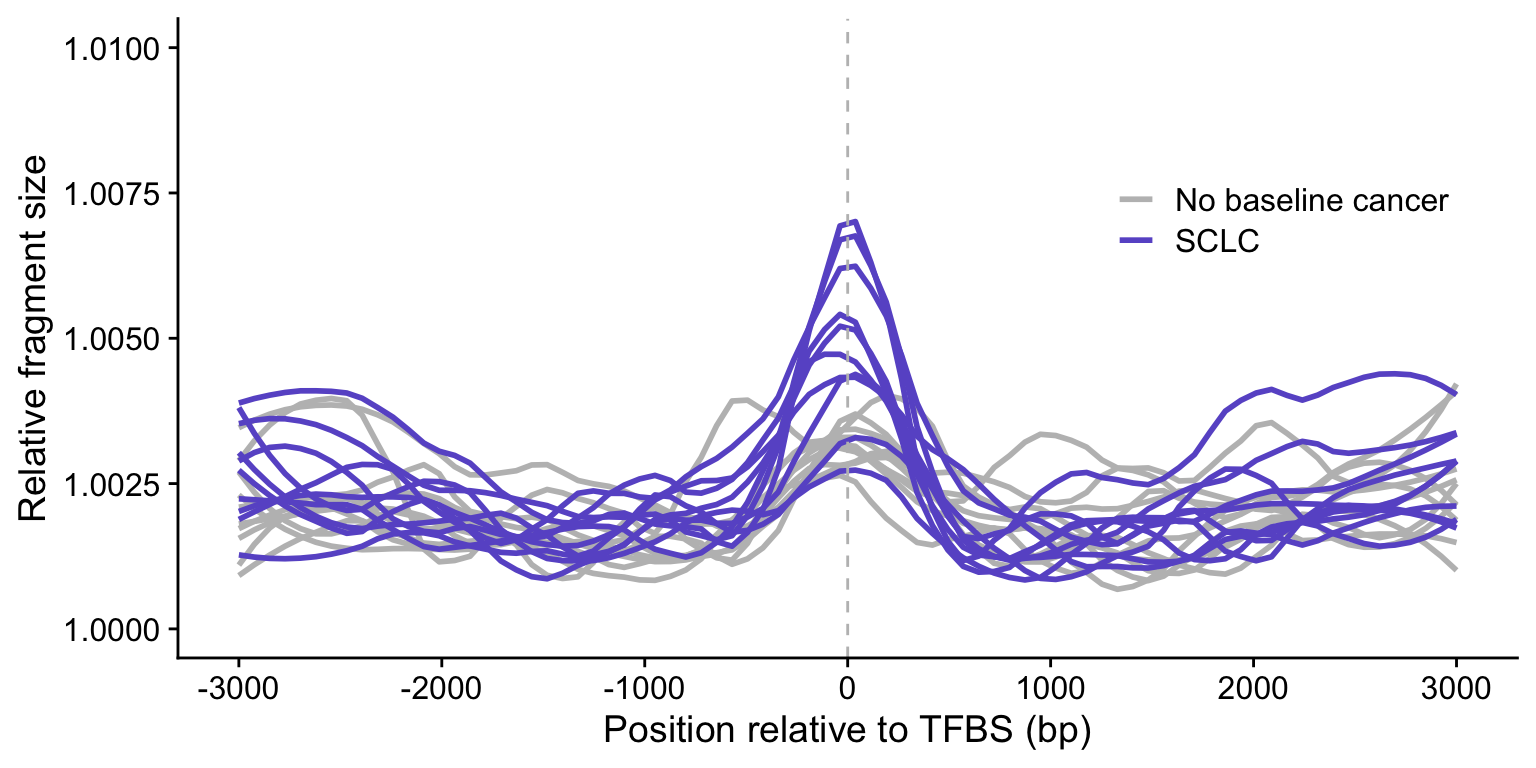 Relative fragment size
1.0100
1.0075
1.0050
1.0025
1.0000
No baseline cancer
SCLC
-3000 -2000 -1000 0 1000 2000 3000
Position relative to TFBS (bp)